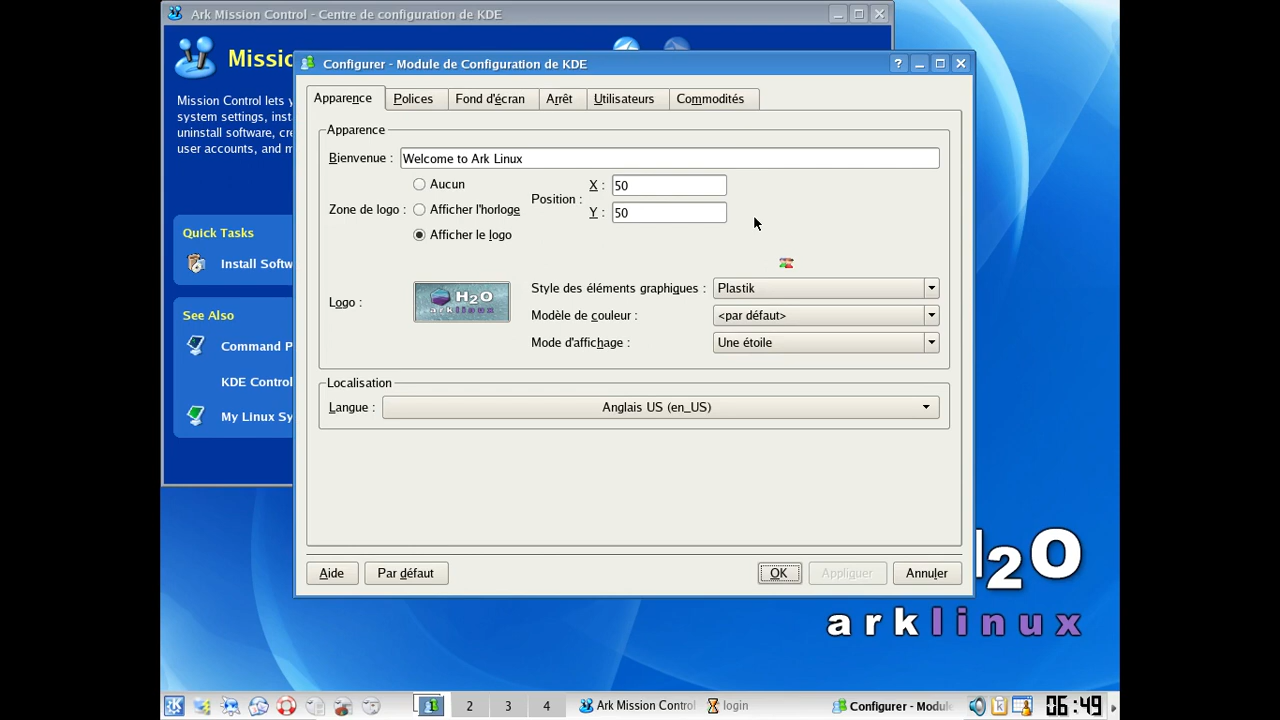 Ark Mission Control - Centre de configuration de KDE
Missio
Mission Control lets y
system settings, inst
uninstall software, cre
user accounts, and m
Quick Tasks
Install Softw
See Also
Command P
KDE Control
My Linux Sy
Configurer - Module de Configuration de KDE
?
Apparence Polices Fond d'écran Arrêt Utilisateurs Commodités
Apparence
Bienvenue : Welcome to Ark Linux
Zone de logo :
Aucun
Afficher l'horloge
Afficher le logo
Position :
X : 50
Y : 50
Logo :
H2O
arklinux
Style des éléments graphiques : Plastik
Modèle de couleur : <par défaut>
Mode d'affichage : Une étoile
Localisation
Langue : Anglais US (en_US)
Aide Par défaut OK Appliquer Annuler
H2O
arklinux
2 3 4 Ark Mission Control login Configurer - Module 06:49